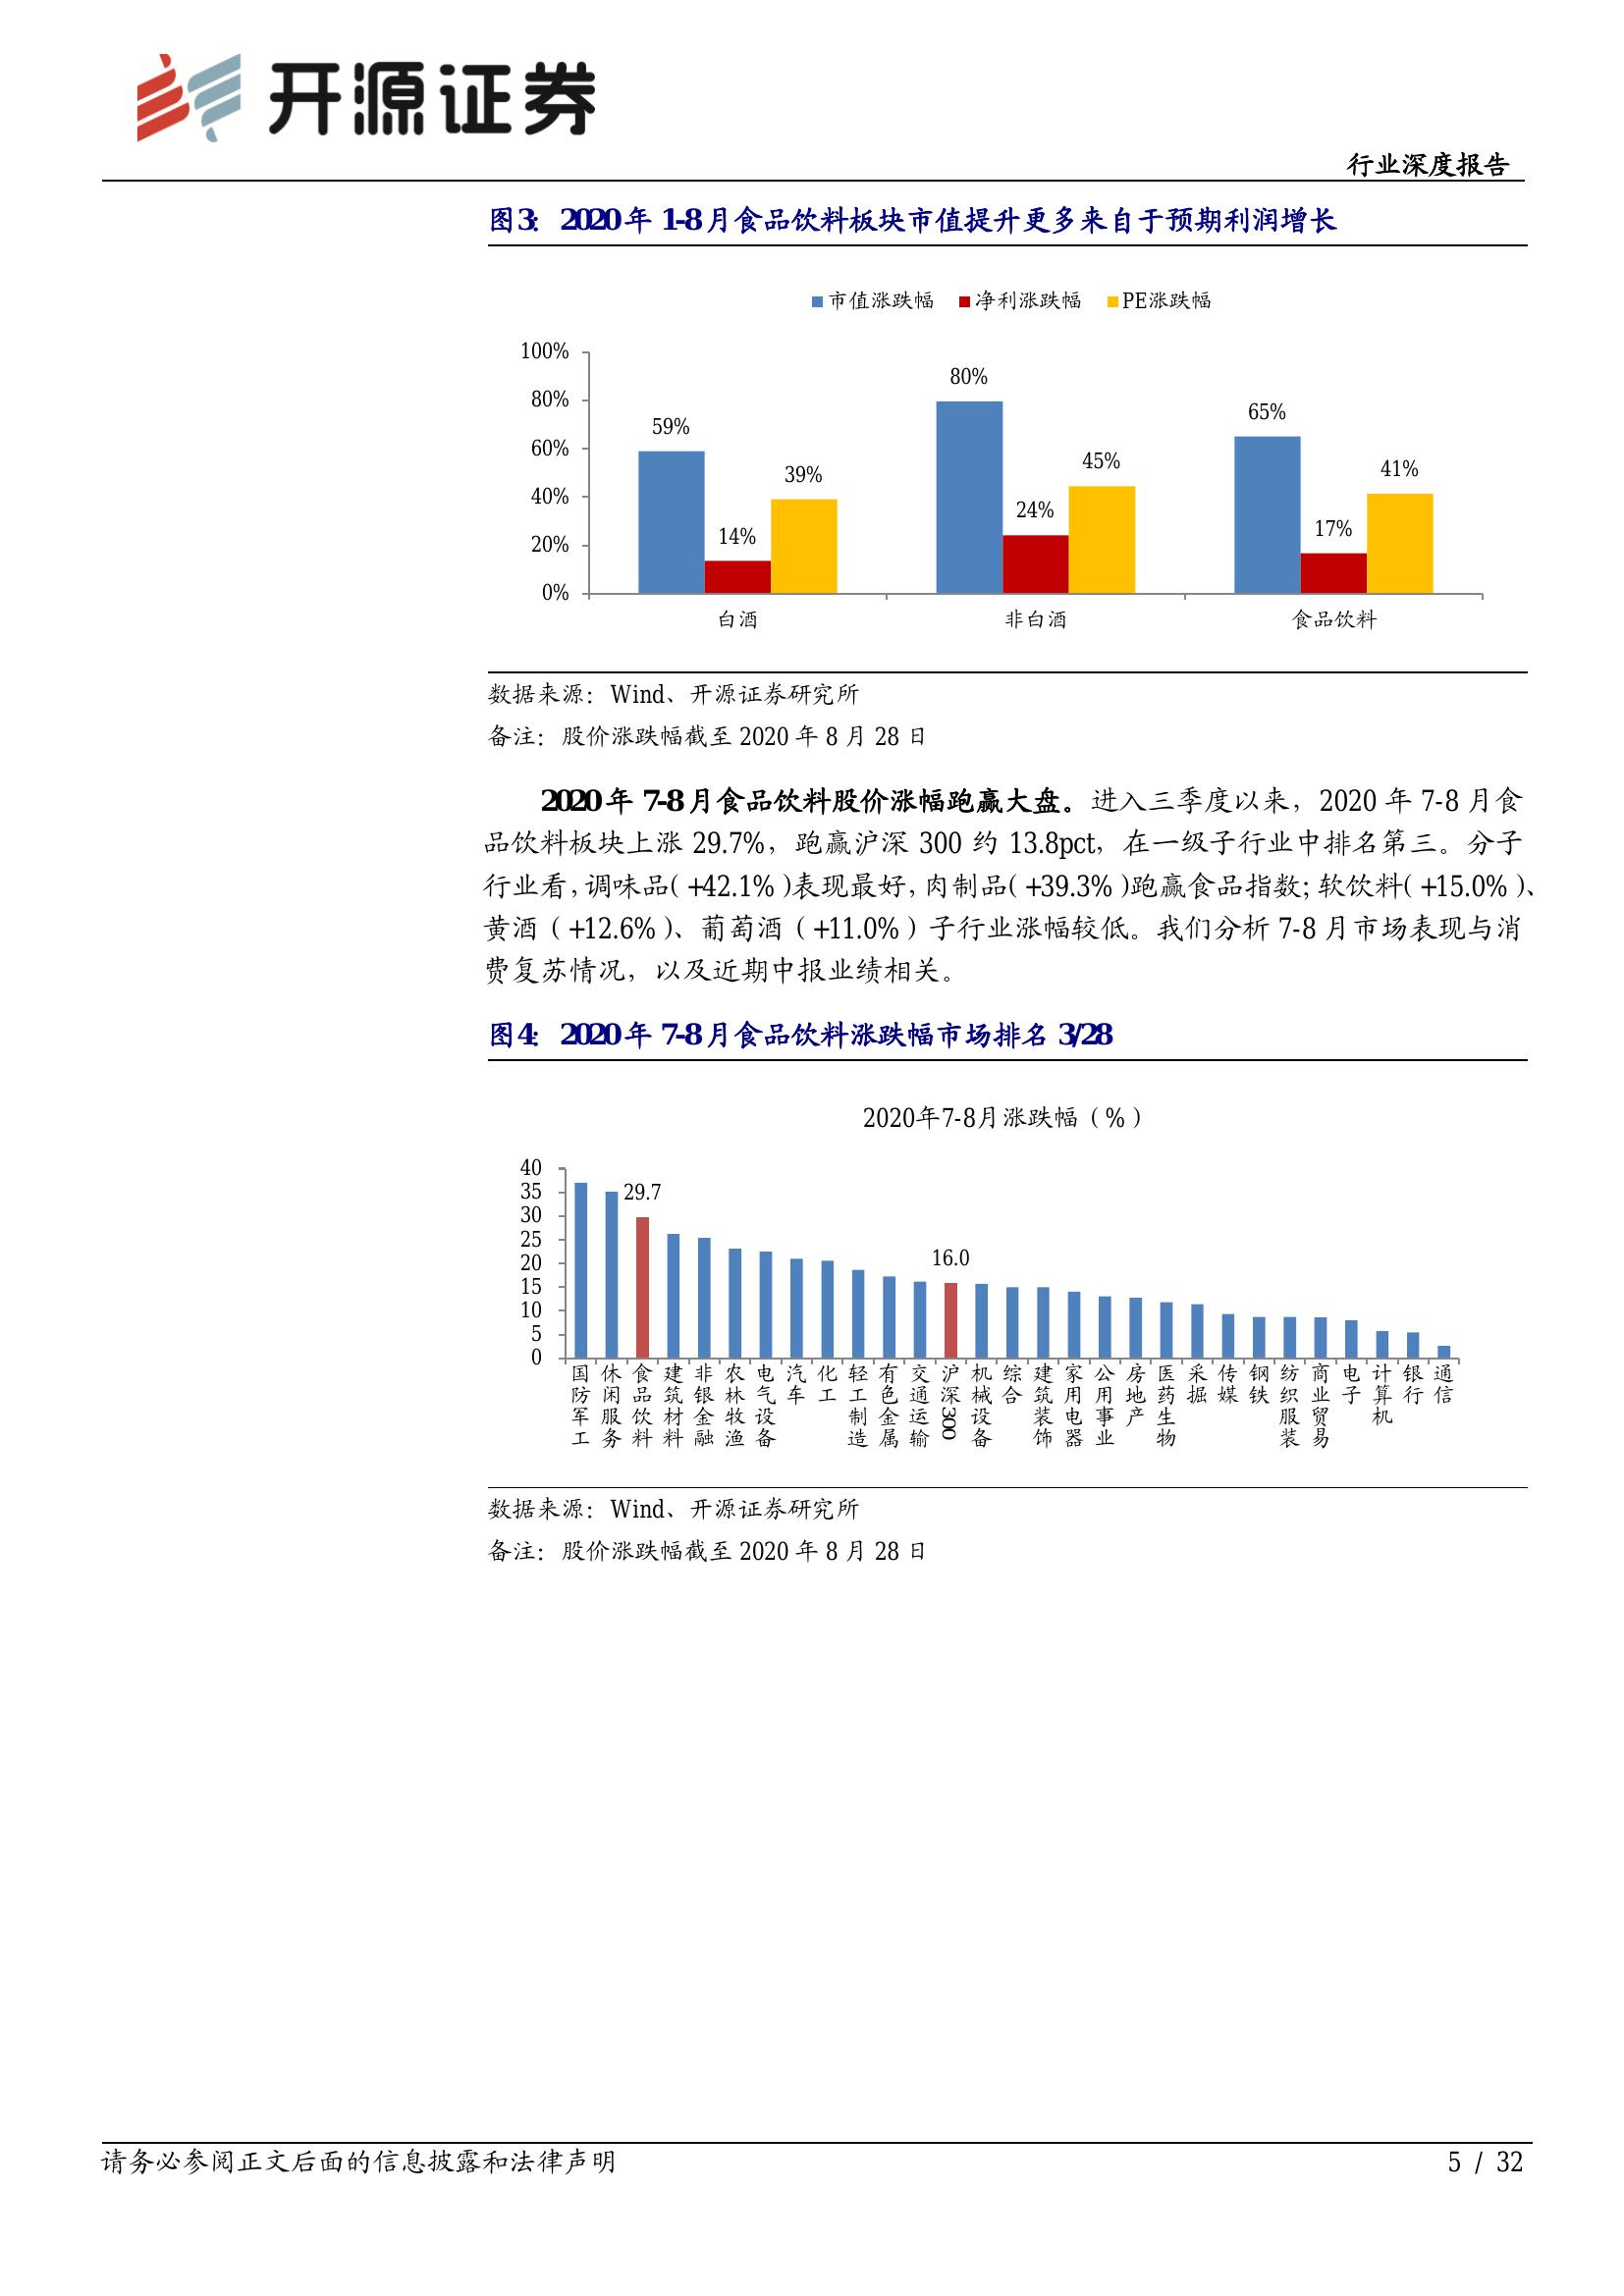 开源证券
行业深度报告
图3：2020年1-8月食品饮料板块市值提升更多来自于预期利润增长
市值涨跌幅 净利涨跌幅 PE涨跌幅
100%
80%
60%
40%
20%
0%
59%
14%
39%
80%
24%
45%
65%
17%
41%
白酒 非白酒 食品饮料
数据来源：Wind、开源证券研究所
备注：股价涨跌幅截至2020年8月28日
2020年7-8月食品饮料股价涨幅跑赢大盘。进入三季度以来，2020年7-8月食
品饮料板块上涨29.7%，跑赢沪深300约13.8pct，在一级子行业中排名第三。分子
行业看，调味品（+42.1%）表现最好，肉制品（+39.3%）跑赢食品指数；软饮料（+15.0%）、
黄酒（+12.6%）、葡萄酒（+11.0%）子行业涨幅较低。我们分析7-8月市场表现与消
费复苏情况，以及近期中报业绩相关。
图4：2020年7-8月食品饮料涨跌幅市场排名3/28
2020年7-8月涨跌幅（%）
40
35
30
25
20
15
10
5
0
29.7
16.0
国防军工
休闲服务
食品饮料
建筑材料
非银金融
农林牧渔
电气设备
汽车
化工
轻工制造
有色金属
交通运输
沪深300
机械设备
综合
建筑装饰
家用电器
公用事业
房地产
医药生物
采掘
传媒
钢铁
纺织服装
商业贸易
电子
计算机
银行
通信
数据来源：Wind、开源证券研究所
备注：股价涨跌幅截至2020年8月28日
请务必参阅正文后面的信息披露和法律声明
5 / 32